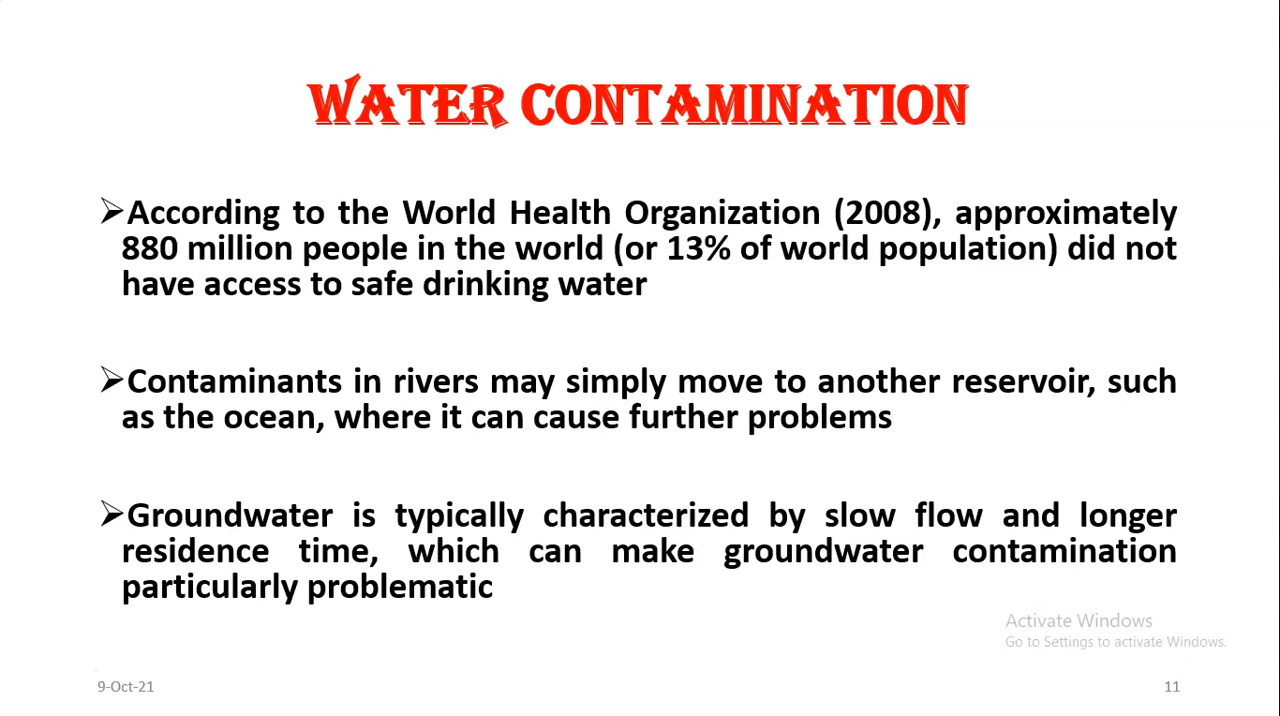 WATER CONTAMINATION
➢According to the World Health Organization (2008), approximately
880 million people in the world (or 13% of world population) did not
have access to safe drinking water
➢Contaminants in rivers may simply move to another reservoir, such
as the ocean, where it can cause further problems
➢Groundwater is typically characterized by slow flow and longer
residence time, which can make groundwater contamination
particularly problematic
Activate Windows
Go to Settings to activate Windows.
9-Oct-21
11